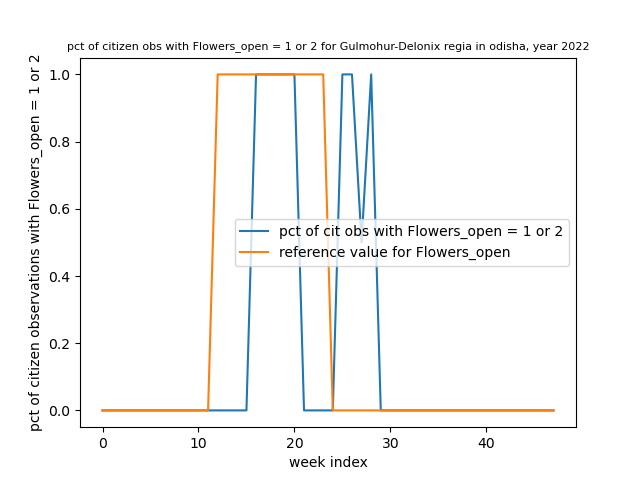 pct of citizen obs with Flowers_open = 1 or 2 for Gulmohur-Delonix regia in odisha, year 2022
pct of citizen observations with Flowers_open = 1 or 2
1.0
0.8
0.6
0.4
0.2
0.0
pct of cit obs with Flowers_open = 1 or 2
reference value for Flowers_open
0 10 20 30 40
week index